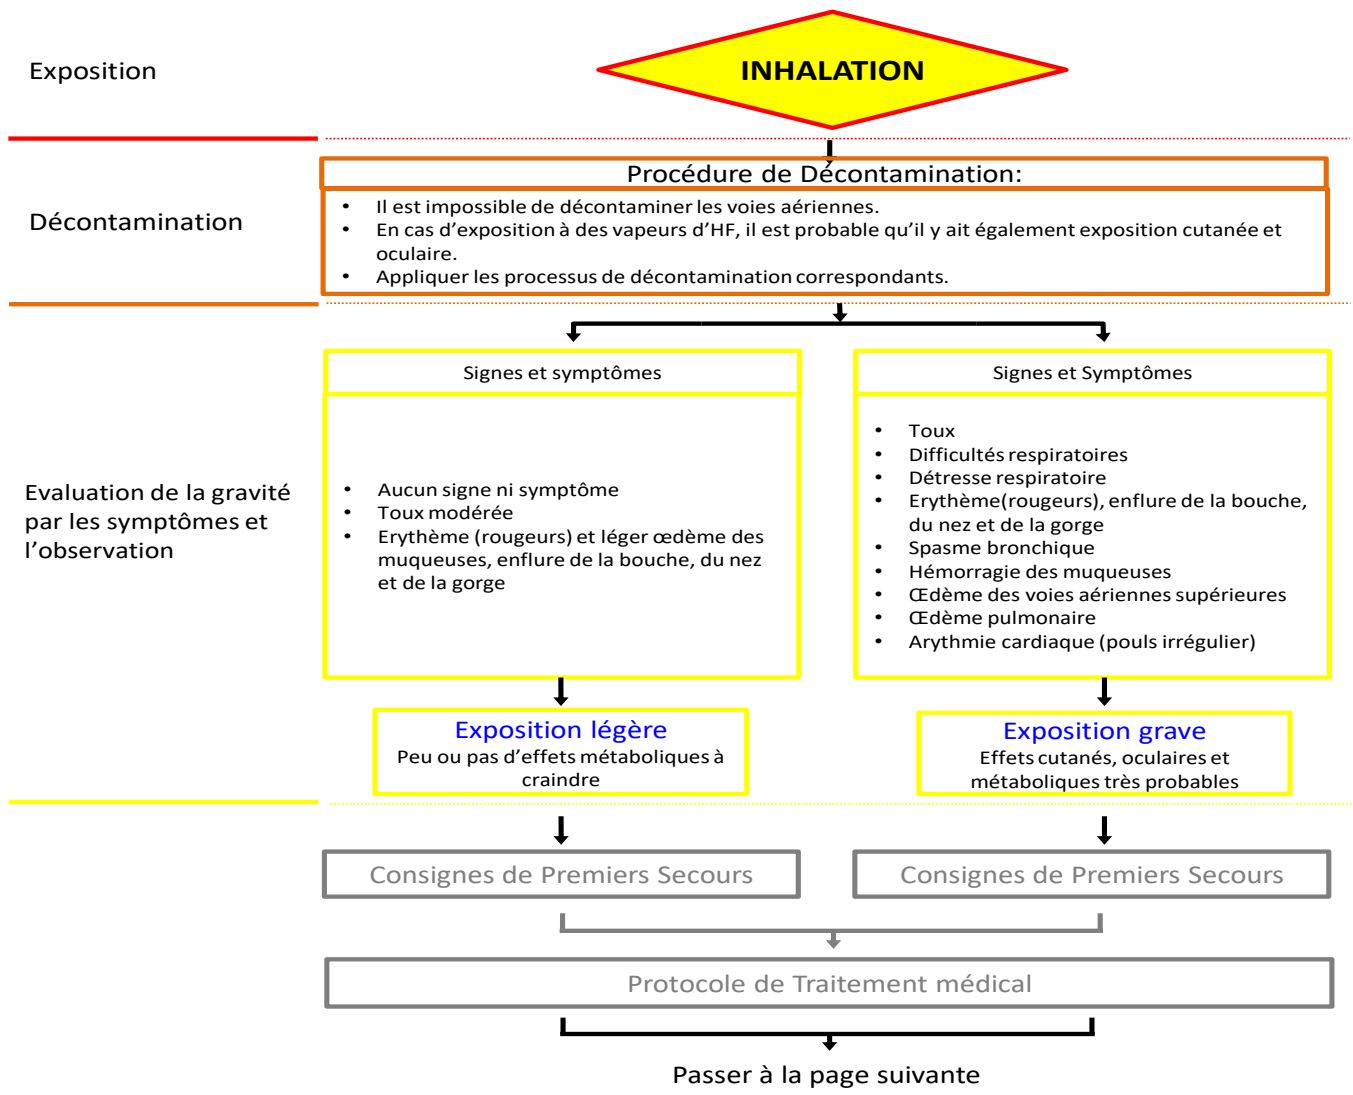 Exposition
INHALATION
Décontamination
Procédure de Décontamination:
• Il est impossible de décontaminer les voies aériennes.
• En cas d’exposition à des vapeurs d’HF, il est probable qu’il y ait également exposition cutanée et
oculaire.
• Appliquer les processus de décontamination correspondants.
Evaluation de la gravité
par les symptômes et
l’observation
Signes et symptômes
• Aucun signe ni symptôme
• Toux modérée
• Erythème (rougeurs) et léger œdème des
muqueuses, enflure de la bouche, du nez
et de la gorge
Signes et Symptômes
• Toux
• Difficultés respiratoires
• Détresse respiratoire
• Erythème(rougeurs), enflure de la bouche,
du nez et de la gorge
• Spasme bronchique
• Hémorragie des muqueuses
• Œdème des voies aériennes supérieures
• Œdème pulmonaire
• Arythmie cardiaque (pouls irrégulier)
Exposition légère
Peu ou pas d’effets métaboliques à
craindre
Exposition grave
Effets cutanés, oculaires et
métaboliques très probables
Consignes de Premiers Secours
Consignes de Premiers Secours
Protocole de Traitement médical
Passer à la page suivante